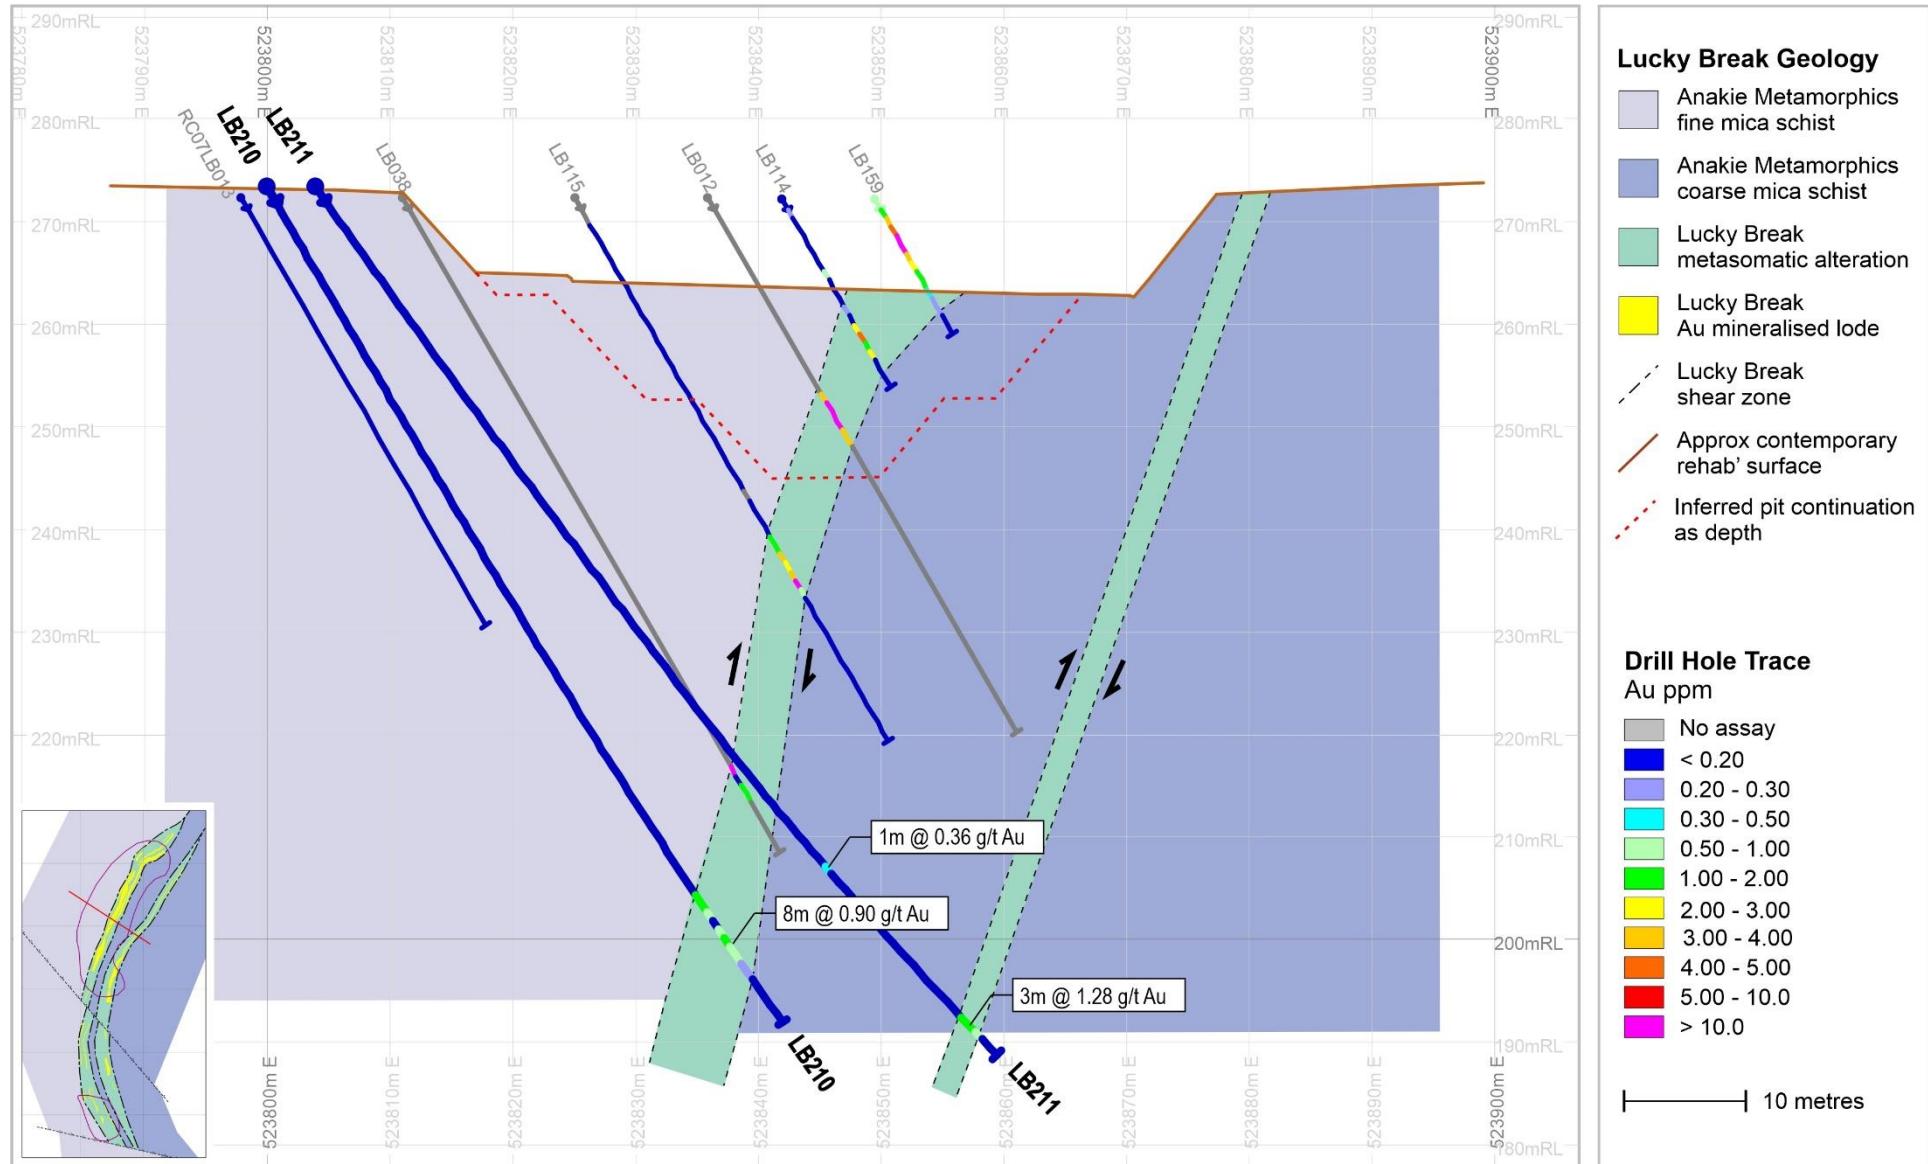 290mRL
290mRL
523780m E
523790m E
523800m E
523810m E
523820m E
523830m E
523840m E
523850m E
523860m E
523870m E
523880m E
523890m E
523900m E
280mRL
280mRL
RC07LB013
LB210
LB211
LB038
LB115
LB012
LB114
LB159
270mRL
270mRL
260mRL
260mRL
250mRL
250mRL
240mRL
240mRL
230mRL
230mRL
220mRL
220mRL
210mRL
1m @ 0.36 g/t Au
8m @ 0.90 g/t Au
200mRL
3m @ 1.28 g/t Au
190mRL
LB210
LB211
523800m E
523810m E
523820m E
523830m E
523840m E
523850m E
523860m E
523870m E
523880m E
523890m E
523900m E
180mRL
Lucky Break Geology
Anakie Metamorphics
fine mica schist
Anakie Metamorphics
coarse mica schist
Lucky Break
metasomatic alteration
Lucky Break
Au mineralised lode
Lucky Break
shear zone
Approx contemporary
rehab' surface
Inferred pit continuation
as depth
Drill Hole Trace
Au ppm
No assay
< 0.20
0.20 - 0.30
0.30 - 0.50
0.50 - 1.00
1.00 - 2.00
2.00 - 3.00
3.00 - 4.00
4.00 - 5.00
5.00 - 10.0
> 10.0
10 metres